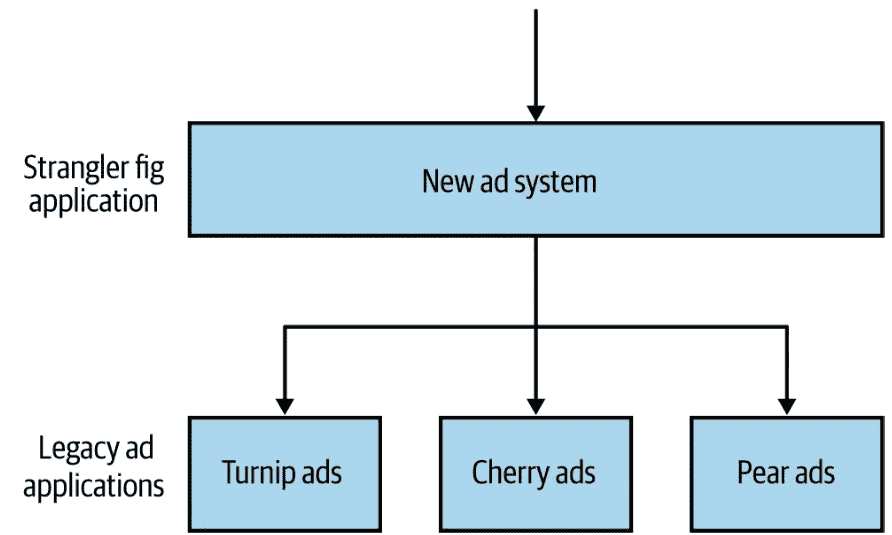 Strangler fig
application
New ad system
Legacy ad
applications
Turnip ads
Cherry ads
Pear ads